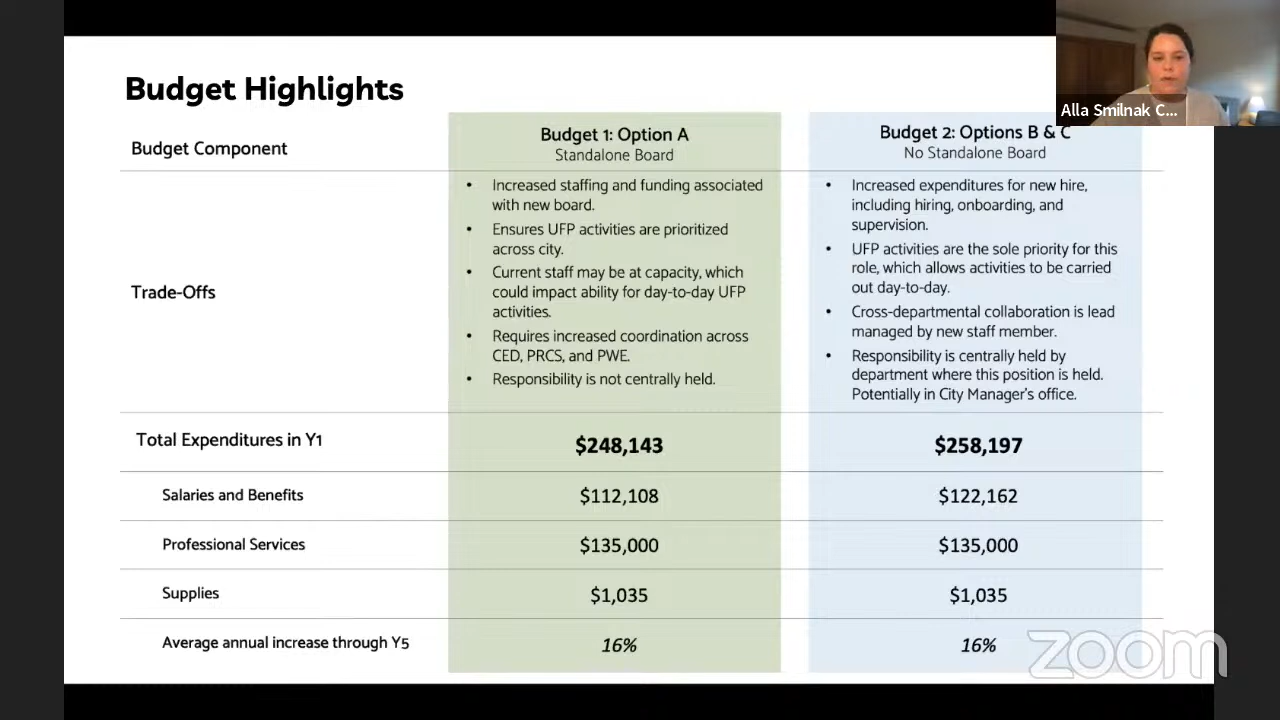 Budget Highlights
Alla Smilnak C...
Budget Component
Budget 1: Option A
Standalone Board
Budget 2: Options B & C
No Standalone Board
Trade-Offs
• Increased staffing and funding associated
with new board.
• Ensures UFP activities are prioritized
across city.
• Current staff may be at capacity, which
could impact ability for day-to-day UFP
activities.
• Requires increased coordination across
CED, PRCS, and PWE.
• Responsibility is not centrally held.
• Increased expenditures for new hire,
including hiring, onboarding, and
supervision.
• UFP activities are the sole priority for this
role, which allows activities to be carried
out day-to-day.
• Cross-departmental collaboration is lead
managed by new staff member.
• Responsibility is centrally held by
department where this position is held.
Potentially in City Manager's office.
Total Expenditures in Y1 $248,143 $258,197
Salaries and Benefits $112,108 $122,162
Professional Services $135,000 $135,000
Supplies $1,035 $1,035
Average annual increase through Y5 16% 16%
zoom